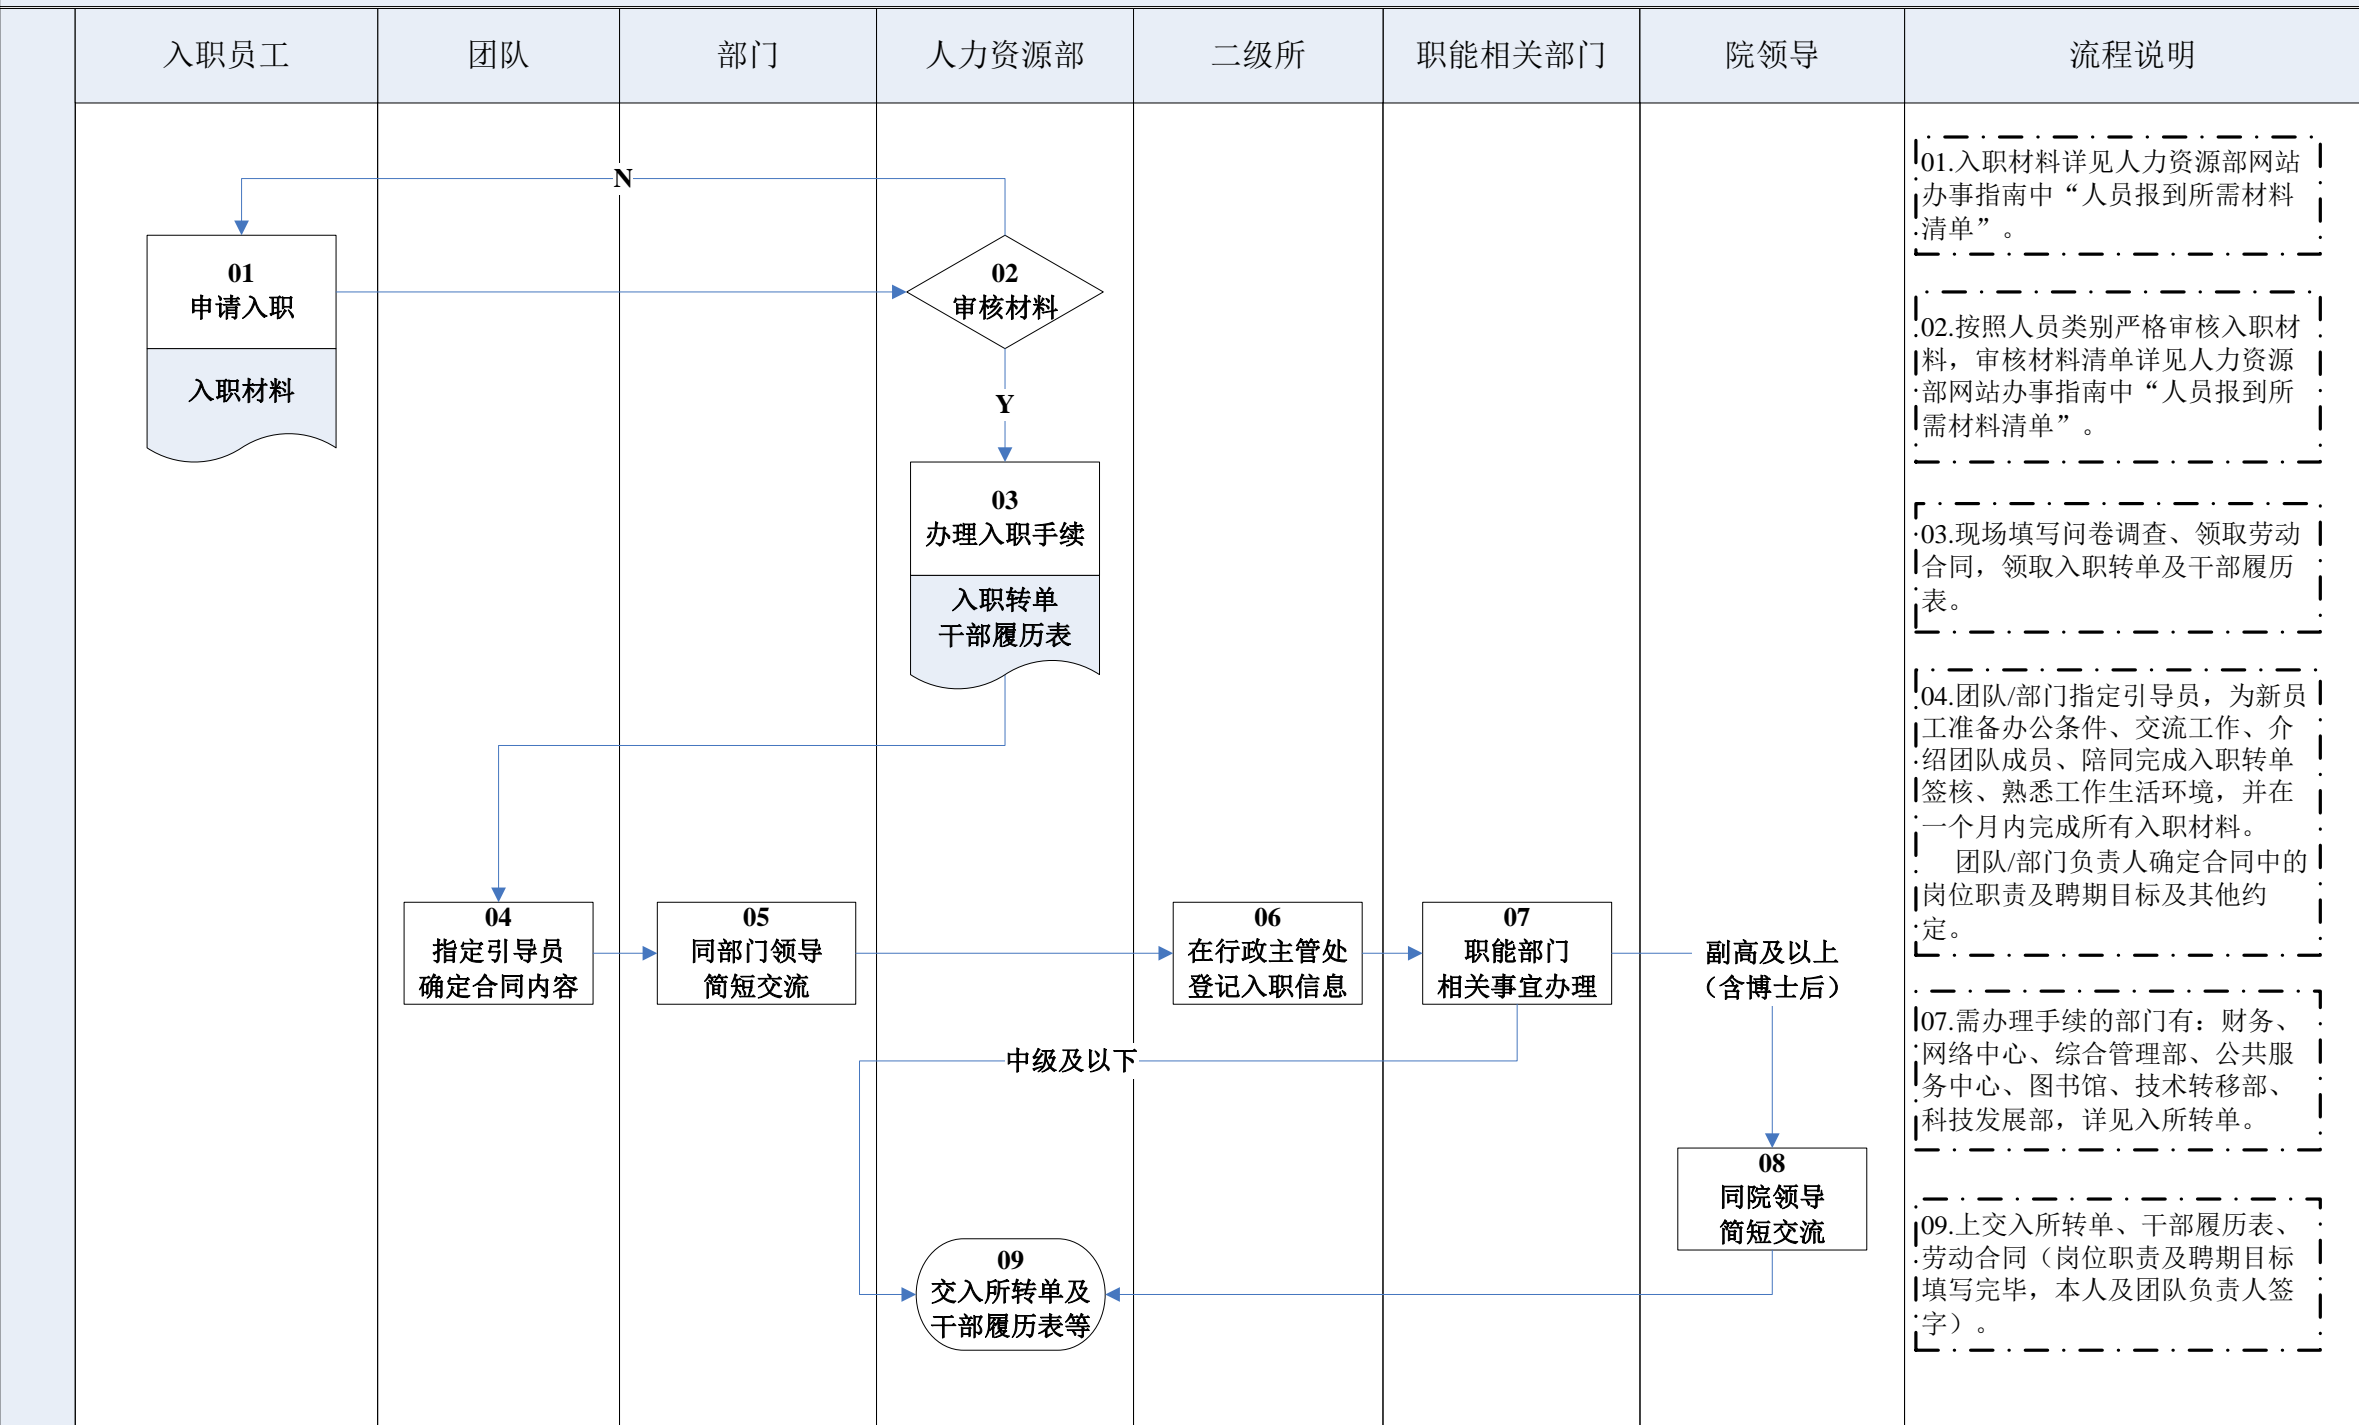 入职员工
团队
部门
人力资源部
二级所
职能相关部门
院领导
流程说明
N
01
申请入职
入职材料
02
审核材料
Y
03
办理入职手续
入职转单
干部履历表
04
指定引导员
确定合同内容
05
同部门领导
简短交流
06
在行政主管处
登记入职信息
07
职能部门
相关事宜办理
副高及以上
（含博士后）
中级及以下
08
同院领导
简短交流
09
交入所转单及
干部履历表等
01.入职材料详见人力资源部网站
办事指南中“人员报到所需材料
清单”。
02.按照人员类别严格审核入职材
料，审核材料清单详见人力资源
部网站办事指南中“人员报到所
需材料清单”。
03.现场填写问卷调查、领取劳动
合同，领取入职转单及干部履历
表。
04.团队/部门指定引导员，为新员
工准备办公条件、交流工作、介
绍团队成员、陪同完成入职转单
签核、熟悉工作生活环境，并在
一个月内完成所有入职材料。
团队/部门负责人确定合同中的
岗位职责及聘期目标及其他约
定。
07.需办理手续的部门有：财务、
网络中心、综合管理部、公共服
务中心、图书馆、技术转移部、
科技发展部，详见入所转单。
09.上交入所转单、干部履历表、
劳动合同（岗位职责及聘期目标
填写完毕，本人及团队负责人签
字）。